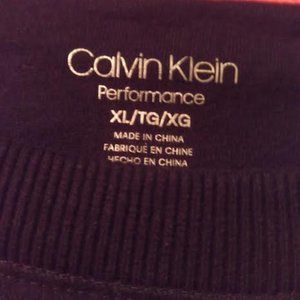 Calvin Klein
Performance
XL/TG/XG
MADE IN CHINA
FABRIQUÉ EN CHINE
HECHO EN CHINA